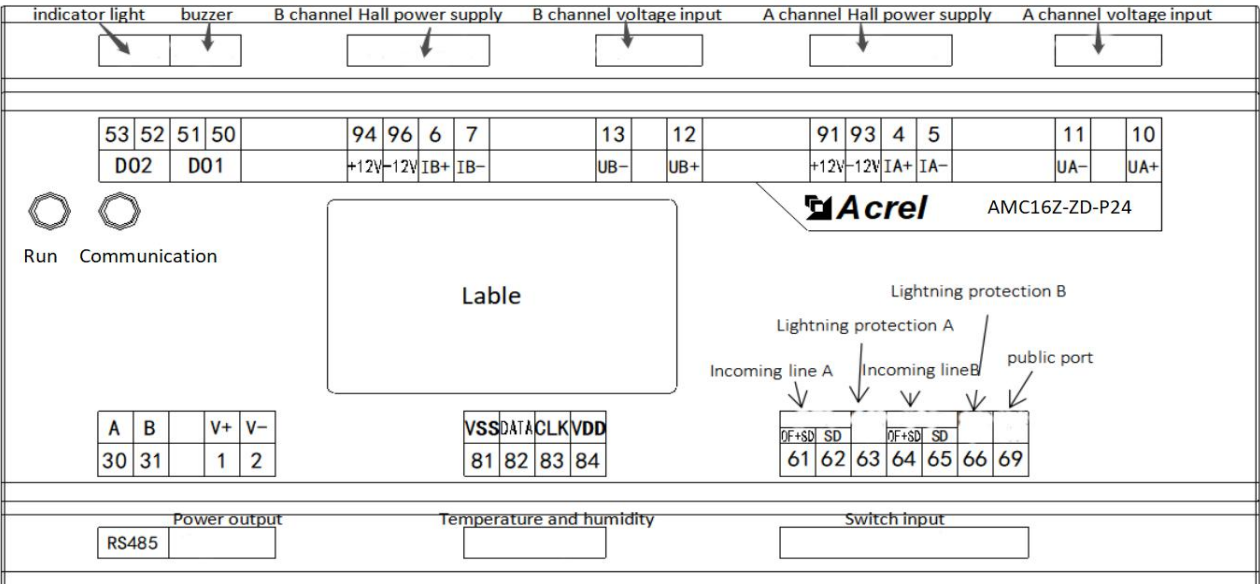 indicator light buzzer B channel Hall power supply B channel voltage input A channel Hall power supply A channel voltage input
53 52 51 50 94 96 6 7 13 12 91 93 4 5 11 10
DO2 DO1 +12V -12V IB+ IB- UB- UB+ +12V -12V IA+ IA- UA- UA+
Acrel AMC16Z-ZD-P24
Run Communication
Lable
Lightning protection B
Lightning protection A
public port
Incoming line A Incoming lineB
A B V+ V- VSS DATA CLK VDD OF+SD SD OF+SD SD
30 31 1 2 81 82 83 84 61 62 63 64 65 66 69
Power output Temperature and humidity Switch input
RS485